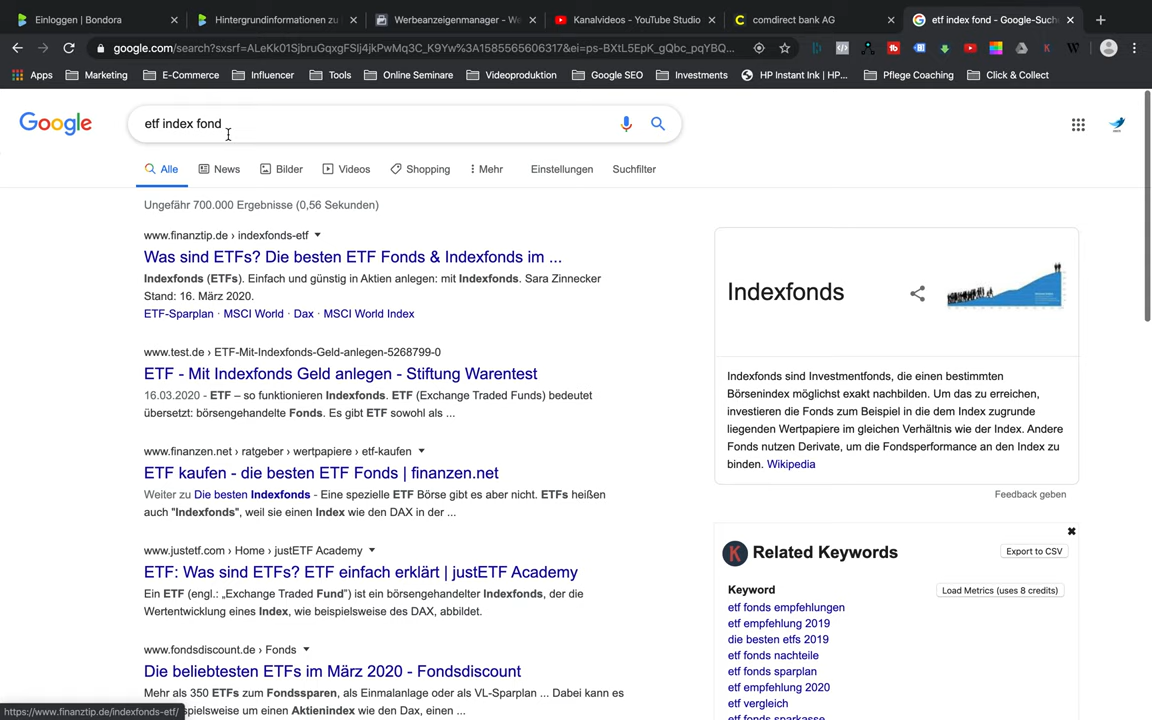 Einloggen | Bondora
Hintergrundinformationen zu
Werbeanzeigenmanager - We
Kanalvideos - YouTube Studio
comdirect bank AG
etf index fond - Google-Such
google.com/search?sxsrf=ALeKk01SjbruGqxgFSIj4jkPwMq3C_K9Yw%3A1585565606317&ei=ps-BXtL5EpK_gQbc_pqYBQ...
Apps
Marketing
E-Commerce
Influencer
Tools
Online Seminare
Videoproduktion
Google SEO
Investments
HP Instant Ink | HP...
Pflege Coaching
Click & Collect
Google
etf index fond
Alle
News
Bilder
Videos
Shopping
Mehr
Einstellungen
Suchfilter
Ungefähr 700.000 Ergebnisse (0,56 Sekunden)
www.finanztip.de › indexfonds-etf
Was sind ETFs? Die besten ETF Fonds & Indexfonds im ...
Indexfonds (ETFs). Einfach und günstig in Aktien anlegen: mit Indexfonds. Sara Zinnecker
Stand: 16. März 2020.
ETF-Sparplan · MSCI World · Dax · MSCI World Index
www.test.de › ETF-Mit-Indexfonds-Geld-anlegen-5268799-0
ETF - Mit Indexfonds Geld anlegen - Stiftung Warentest
16.03.2020 - ETF – so funktionieren Indexfonds. ETF (Exchange Traded Funds) bedeutet
übersetzt: börsengehandelte Fonds. Es gibt ETF sowohl als ...
www.finanzen.net › ratgeber › wertpapiere › etf-kaufen
ETF kaufen - die besten ETF Fonds | finanzen.net
Weiter zu Die besten Indexfonds - Eine spezielle ETF Börse gibt es aber nicht. ETFs heißen
auch "Indexfonds", weil sie einen Index wie den DAX in der ...
www.justetf.com › Home › justETF Academy
ETF: Was sind ETFs? ETF einfach erklärt | justETF Academy
Ein ETF (engl.: „Exchange Traded Fund") ist ein börsengehandelter Indexfonds, der die
Wertentwicklung eines Index, wie beispielsweise des DAX, abbildet.
www.fondsdiscount.de › Fonds
Die beliebtesten ETFs im März 2020 - Fondsdiscount
Mehr als 350 ETFs zum Fondssparen, als Einmalanlage oder als VL-Sparplan ... Dabei kann es
spielsweise um einen Aktienindex wie den Dax, einen ...
https://www.finanztip.de/indexfonds-etf/
Indexfonds
Indexfonds sind Investmentfonds, die einen bestimmten
Börsenindex möglichst exakt nachbilden. Um das zu erreichen,
investieren die Fonds zum Beispiel in die dem Index zugrunde
liegenden Wertpapiere im gleichen Verhältnis wie der Index. Andere
Fonds nutzen Derivate, um die Fondsperformance an den Index zu
binden. Wikipedia
Feedback geben
K Related Keywords
Export to CSV
Keyword
Load Metrics (uses 8 credits)
etf fonds empfehlungen
etf empfehlung 2019
die besten etfs 2019
etf fonds nachteile
etf fonds sparplan
etf empfehlung 2020
etf vergleich
etf fonds sparkasse